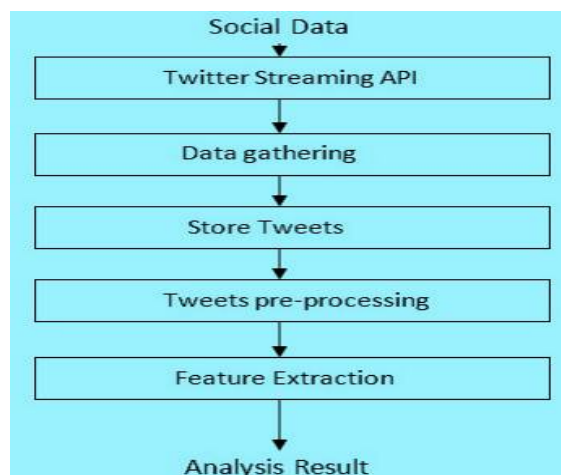 Social Data
Twitter Streaming API
Data gathering
Store Tweets
Tweets pre-processing
Feature Extraction
Analysis Result